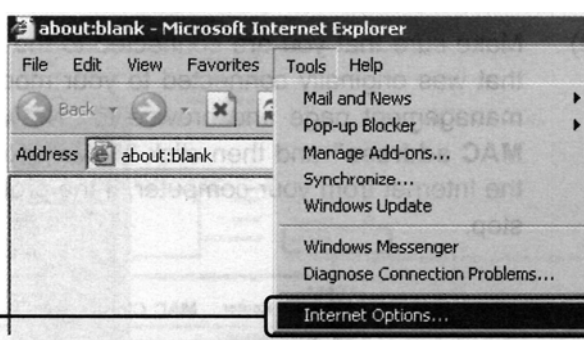 about:blank - Microsoft Internet Explorer
File Edit View Favorites Tools Help
Back
Address about:blank
Mail and News
Pop-up Blocker
Manage Add-ons...
Synchronize...
Windows Update
Windows Messenger
Diagnose Connection Problems...
Internet Options...